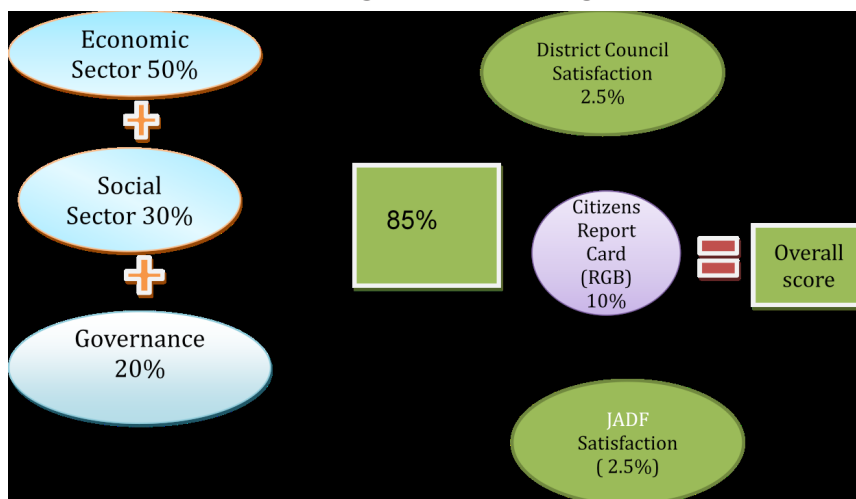 Economic
Sector 50%
Social
Sector 30%
Governance
20%
85%
District Council
Satisfaction
2.5%
Citizens
Report
Card
(RGB)
10%
JADF
Satisfaction
( 2.5%)
Overall
score